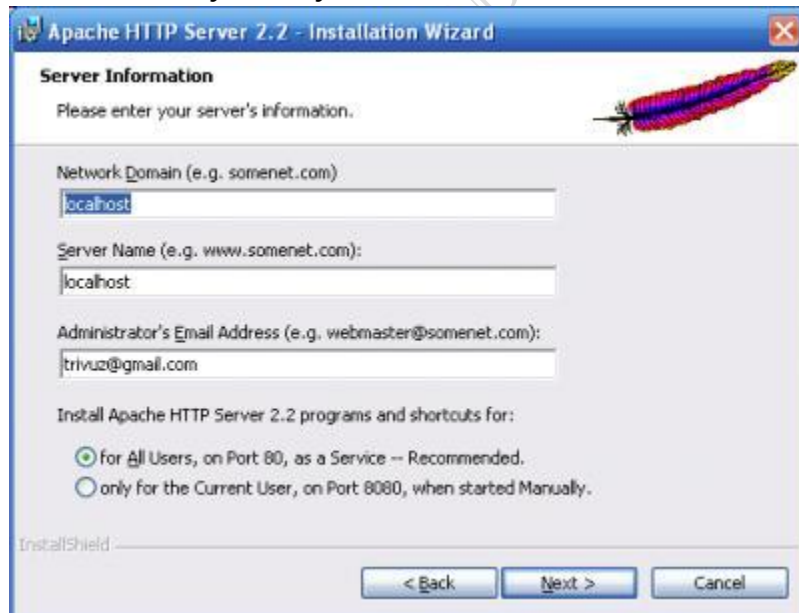 Apache HTTP Server 2.2 - Installation Wizard
Server Information
Please enter your server's information.
Network Domain (e.g. somenet.com)
localhost
Server Name (e.g. www.somenet.com):
localhost
Administrator's Email Address (e.g. webmaster@somenet.com):
trivuz@gmail.com
Install Apache HTTP Server 2.2 programs and shortcuts for:
for All Users, on Port 80, as a Service -- Recommended.
only for the Current User, on Port 8080, when started Manually.
InstallShield
< Back Next > Cancel